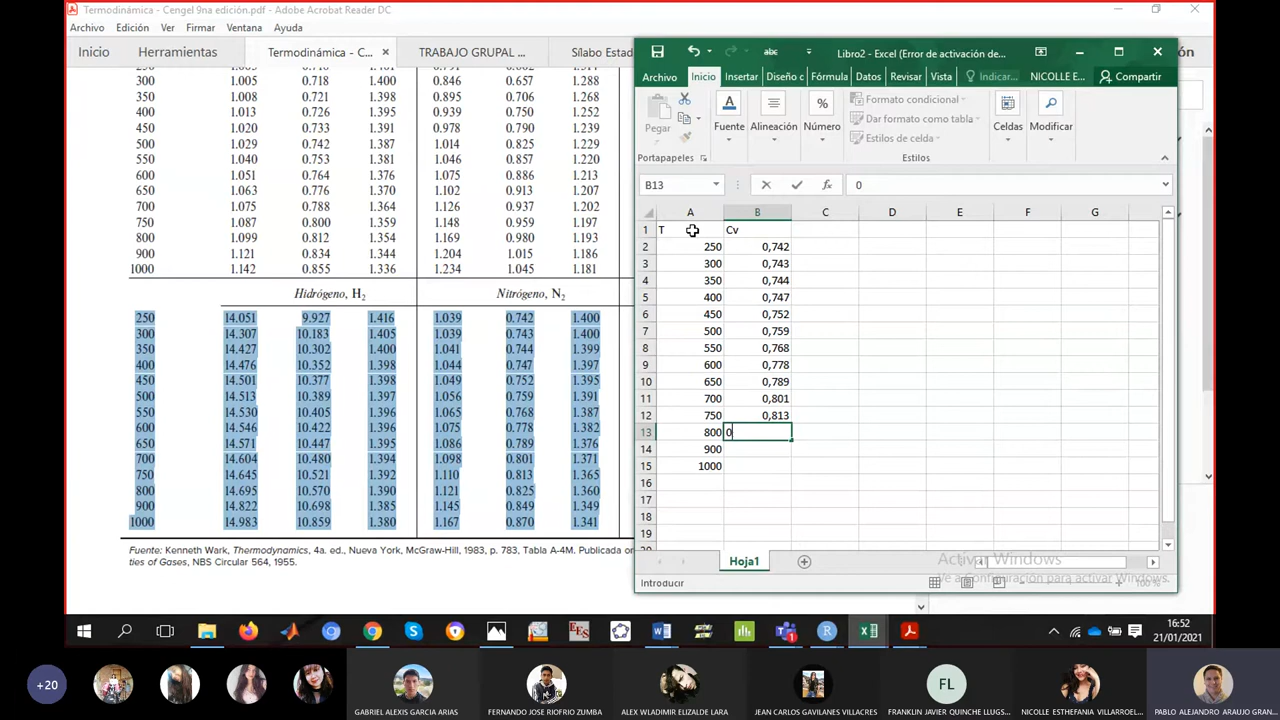 Termodinámica - Cengel 9na edición.pdf - Adobe Acrobat Reader DC
Archivo Edición Ver Firmar Ventana Ayuda
Inicio Herramientas Termodinámica - C... × TRABAJO GRUPAL ... Sílabo Estad
300 1.005 0.718 1.400 0.846 0.657 1.288
350 1.008 0.721 1.398 0.895 0.706 1.268
400 1.013 0.726 1.395 0.939 0.750 1.252
450 1.020 0.733 1.391 0.978 0.790 1.239
500 1.029 0.742 1.387 1.014 0.825 1.229
550 1.040 0.753 1.381 1.046 0.857 1.220
600 1.051 0.764 1.376 1.075 0.886 1.213
650 1.063 0.776 1.370 1.102 0.913 1.207
700 1.075 0.788 1.364 1.126 0.937 1.202
750 1.087 0.800 1.359 1.148 0.959 1.197
800 1.099 0.812 1.354 1.169 0.980 1.193
900 1.121 0.834 1.344 1.204 1.015 1.186
1000 1.142 0.855 1.336 1.234 1.045 1.181
Hidrógeno, H2 Nitrógeno, N2
250 14.051 9.927 1.416 1.039 0.742 1.400
300 14.307 10.183 1.405 1.039 0.743 1.400
350 14.427 10.302 1.400 1.041 0.744 1.399
400 14.476 10.352 1.398 1.044 0.747 1.397
450 14.501 10.377 1.398 1.049 0.752 1.395
500 14.513 10.389 1.397 1.056 0.759 1.391
550 14.530 10.405 1.396 1.065 0.768 1.387
600 14.546 10.422 1.396 1.075 0.778 1.382
650 14.571 10.447 1.395 1.086 0.789 1.376
700 14.604 10.480 1.394 1.098 0.801 1.371
750 14.645 10.521 1.392 1.110 0.813 1.365
800 14.695 10.570 1.390 1.121 0.825 1.360
900 14.822 10.698 1.385 1.145 0.849 1.349
1000 14.983 10.859 1.380 1.167 0.870 1.341
Fuente: Kenneth Wark, Thermodynamics, 4a. ed., Nueva York, McGraw-Hill, 1983, p. 783, Tabla A-4M. Publicada or
ties of Gases, NBS Circular 564, 1955.
Libro2 - Excel (Error de activación de...
Archivo Inicio Insertar Diseño c Fórmula Datos Revisar Vista Indicar. NICOLLE E... Compartir
ón
Pegar Fuente Alineación Número Formato condicional Dar formato como tabla Estilos de celda Celdas Modificar
Portapapeles Estilos
B13 fx 0
A B C D E F G
1 T Cv
2 250 0,742
3 300 0,743
4 350 0,744
5 400 0,747
6 450 0,752
7 500 0,759
8 550 0,768
9 600 0,778
10 650 0,789
11 700 0,801
12 750 0,813
13 800 0
14 900
15 1000
16
17
18
19
Hoja1
Activar Windows
Ve a Configuración para activar Windows.
Introducir 100 %
16:52
21/01/2021
+20 GABRIEL ALEXIS GARCIA ARIAS FERNANDO JOSE RIOFRIO ZUMBA ALEX WLADIMIR ELIZALDE LARA JEAN CARLOS GAVILANES VILLACRES FL FRANKLIN JAVIER QUINCHE LLUGS... NICOLLE ESTHEFANIA VILLARROEL... PABLO ALEJANDRO ARAUJO GRAN...